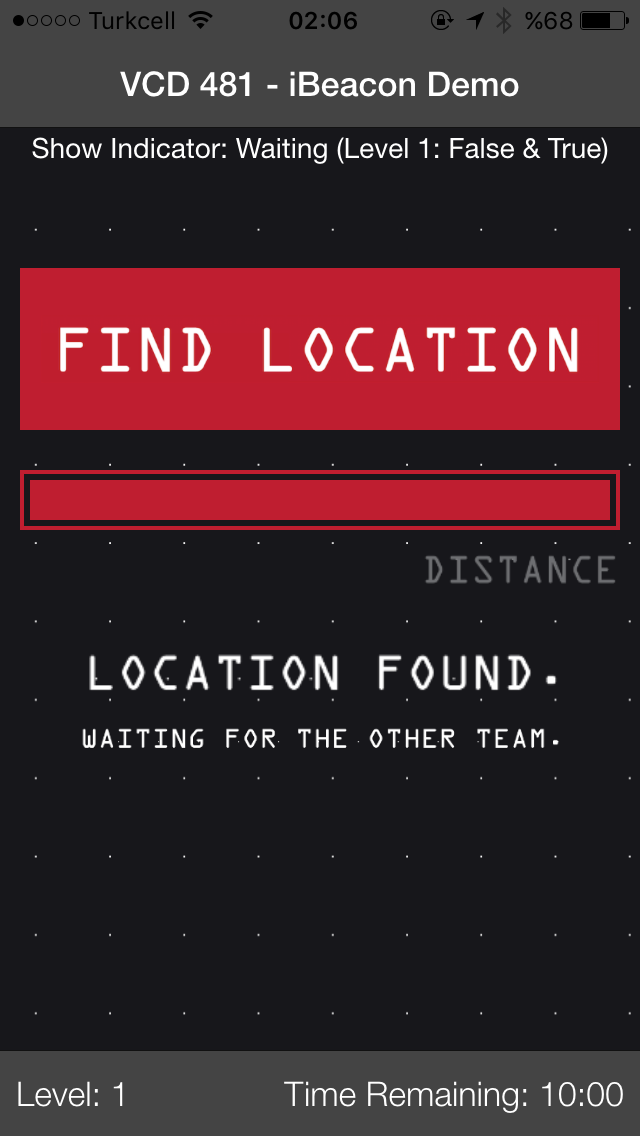 Turkcell 02:06 %68
VCD 481 - iBeacon Demo
Show Indicator: Waiting (Level 1: False & True)
FIND LOCATION
DISTANCE
LOCATION FOUND.
WAITING FOR THE OTHER TEAM.
Level: 1 Time Remaining: 10:00